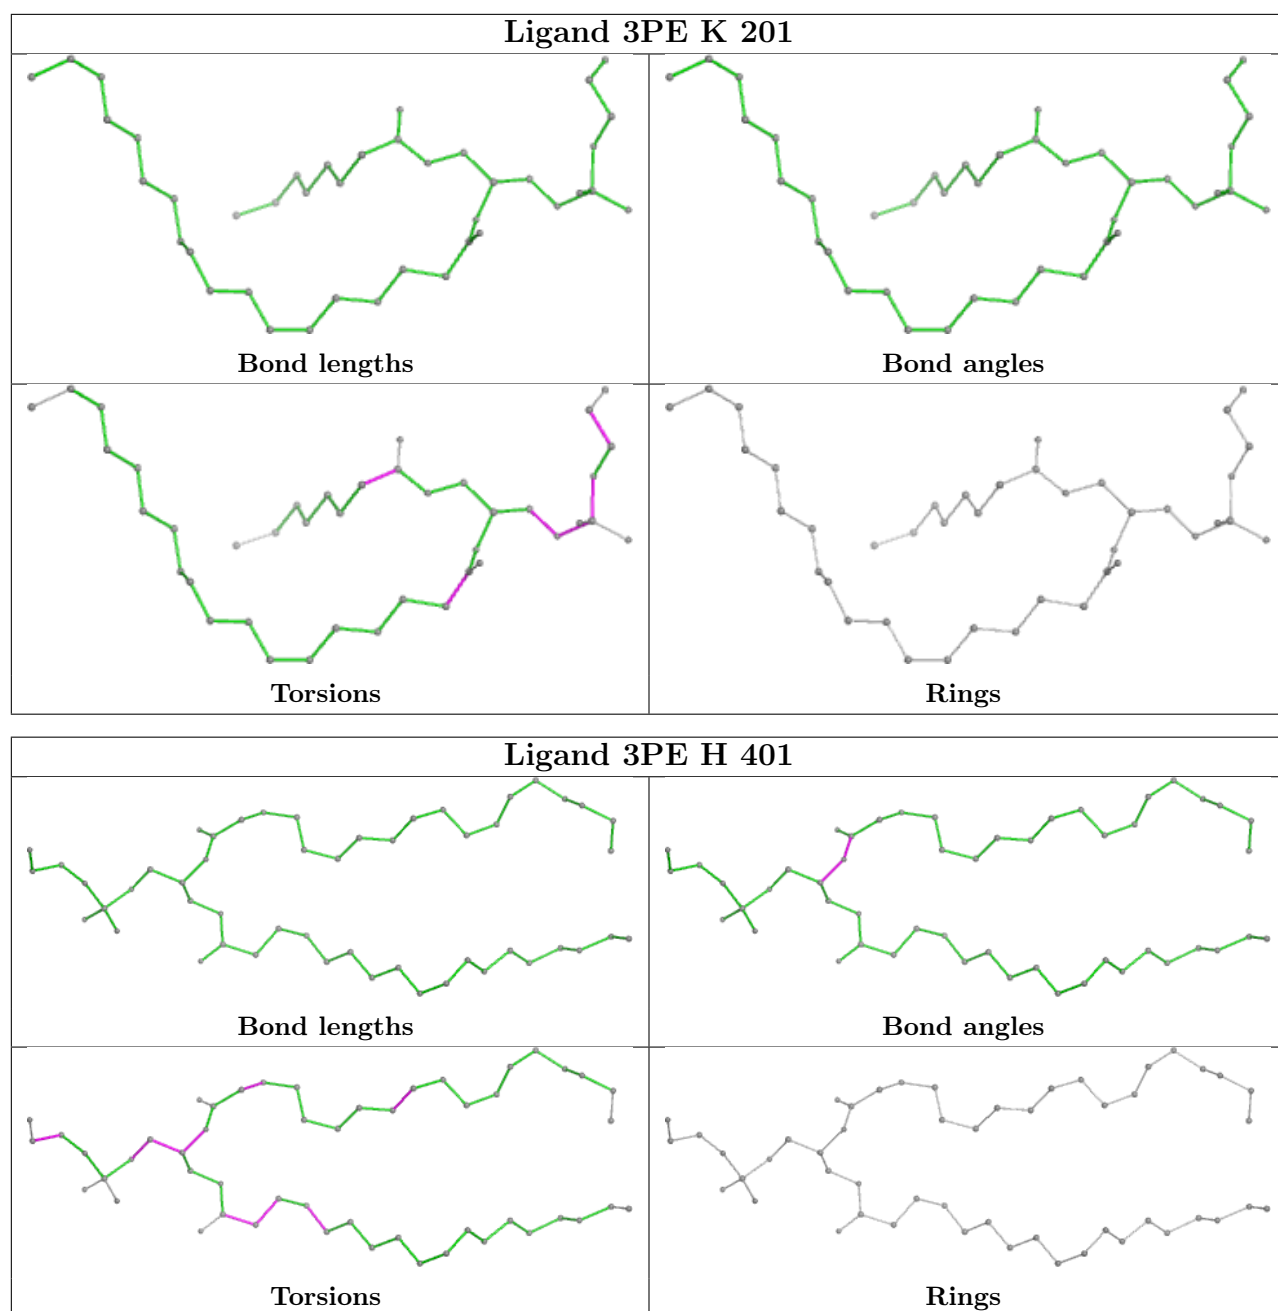 Ligand 3PE K 201
Bond lengths
Bond angles
Torsions
Rings
Ligand 3PE H 401
Bond lengths
Bond angles
Torsions
Rings